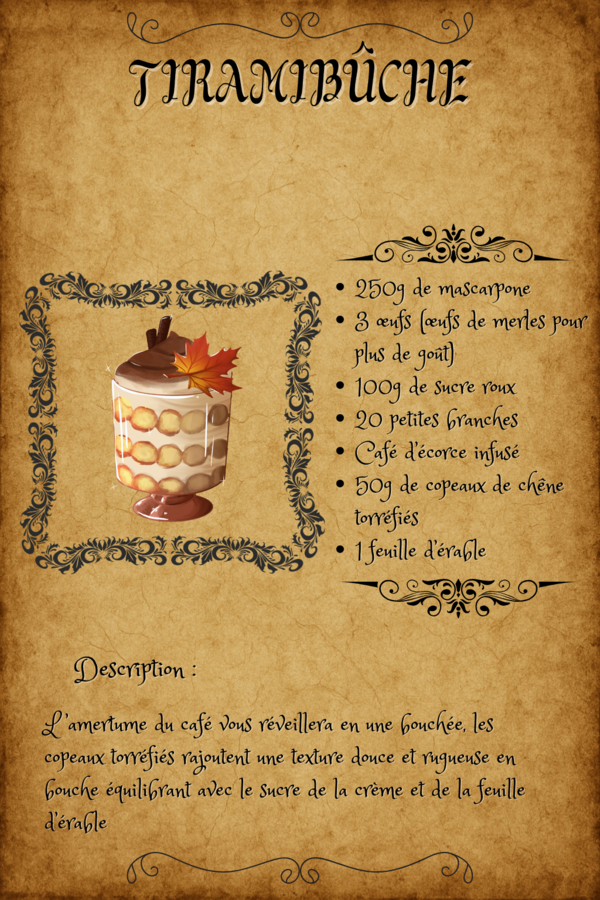 TIRAMIBÛCHE
• 250g de mascarpone
• 3 œufs (œufs de merles pour
plus de goût)
• 100g de sucre roux
• 20 petites branches
• Café d'écorce infusé
• 50g de copeaux de chêne
torréfiés
• 1 feuille d'érable
Description :
L'amertume du café vous réveillera en une bouchée, les
copeaux torréfiés rajoutent une texture douce et rugueuse en
bouche équilibrant avec le sucre de la crème et de la feuille
d'érable